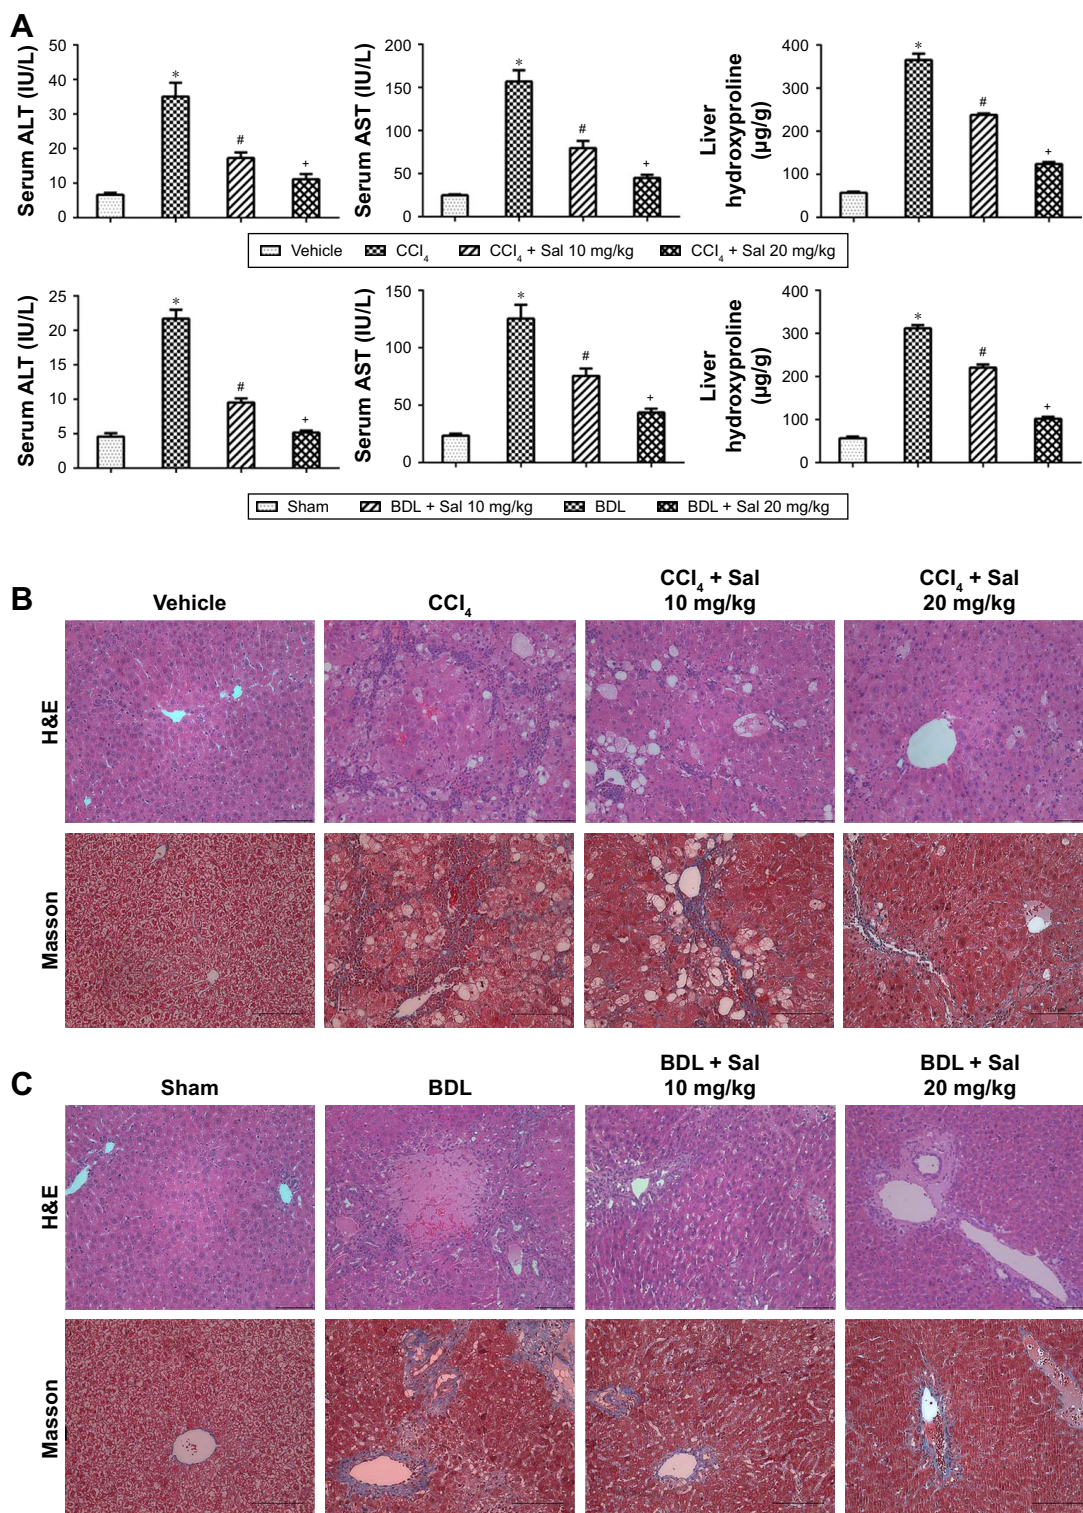 A
Serum ALT (IU/L)
50
40
30
20
10
0
*
#
+
Serum AST (IU/L)
200
150
100
50
0
*
#
+
Liver
hydroxyproline
(µg/g)
400
300
200
100
0
*
#
+
Vehicle CCl₄ CCl₄ + Sal 10 mg/kg CCl₄ + Sal 20 mg/kg
Serum ALT (IU/L)
25
20
15
10
5
0
*
#
+
Serum AST (IU/L)
150
100
50
0
*
#
+
Liver
hydroxyproline
(µg/g)
400
300
200
100
0
*
#
+
Sham BDL + Sal 10 mg/kg BDL BDL + Sal 20 mg/kg
B
Vehicle
CCl₄
CCl₄ + Sal
10 mg/kg
CCl₄ + Sal
20 mg/kg
H&E
Masson
C
Sham
BDL
BDL + Sal
10 mg/kg
BDL + Sal
20 mg/kg
H&E
Masson